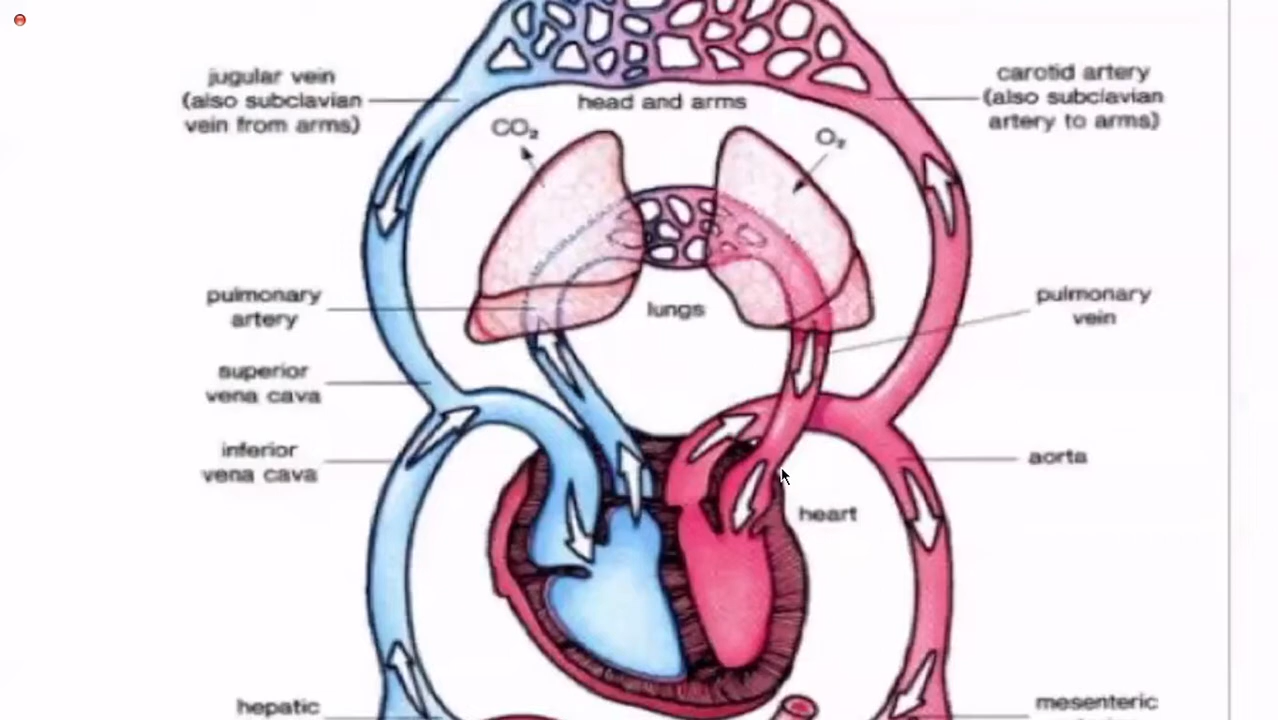 jugular vein
(also subclavian
vein from arms)
head and arms
carotid artery
(also subclavian
artery to arms)
CO₂
O₂
pulmonary
artery
lungs
pulmonary
vein
superior
vena cava
inferior
vena cava
aorta
heart
hepatic
mesenteric